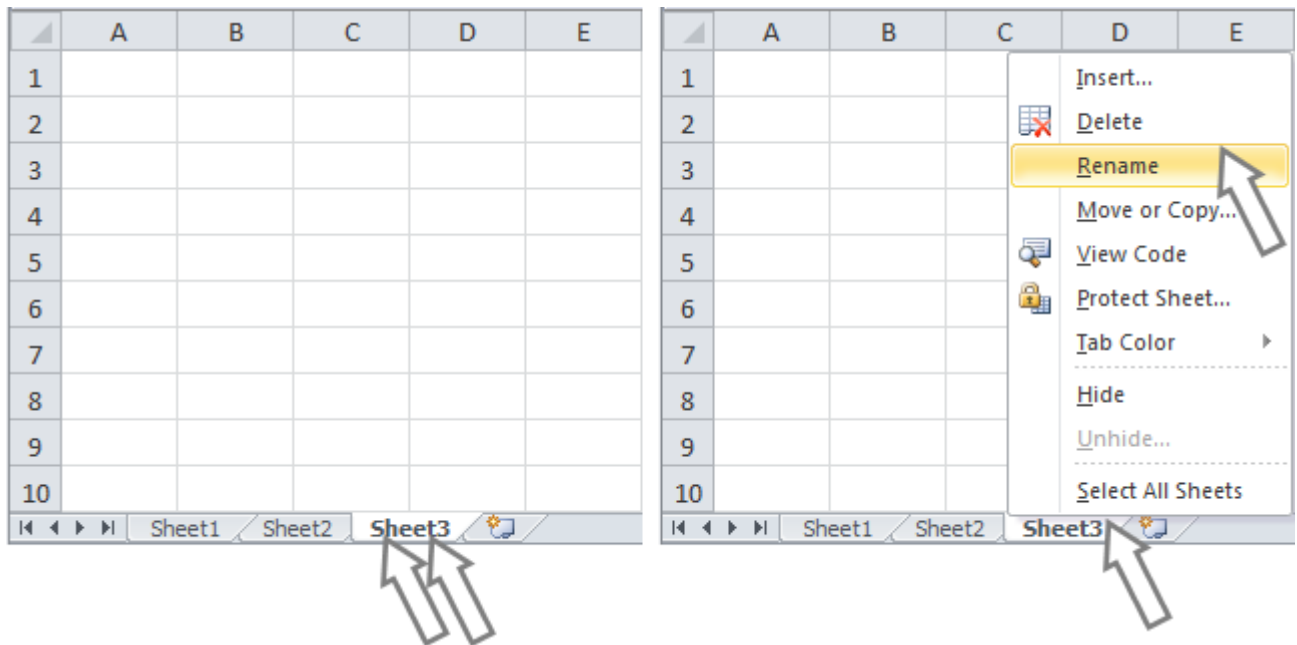 A B C D E
1
2
3
4
5
6
7
8
9
10
Sheet1 Sheet2 Sheet3
A B C D E
1
2
3
4
5
6
7
8
9
10
Insert...
Delete
Rename
Move or Copy...
View Code
Protect Sheet...
Tab Color
Hide
Unhide...
Select All Sheets
Sheet1 Sheet2 Sheet3